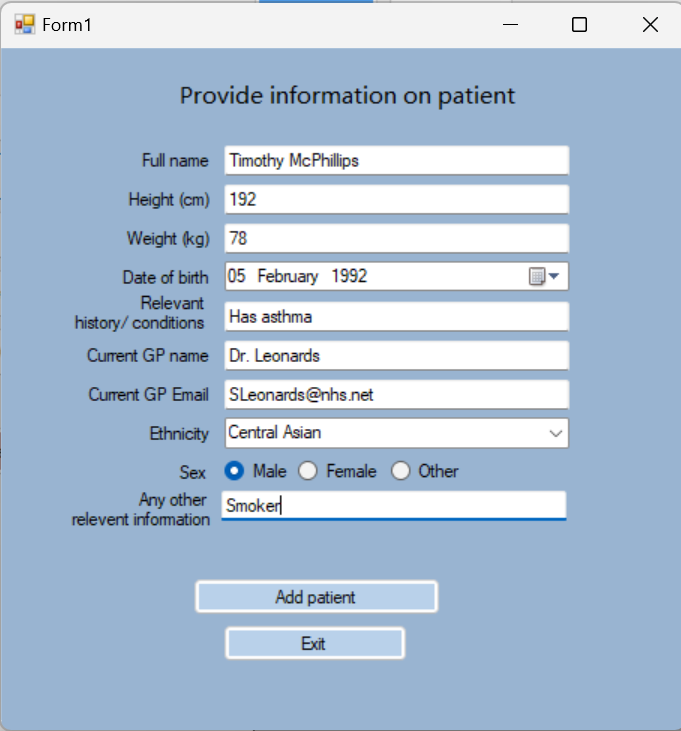 Form1
Provide information on patient
Full name Timothy McPhillips
Height (cm) 192
Weight (kg) 78
Date of birth 05 February 1992
Relevant
history/ conditions Has asthma
Current GP name Dr. Leonards
Current GP Email SLeonards@nhs.net
Ethnicity Central Asian
Sex Male Female Other
Any other
relevent information Smoker
Add patient
Exit